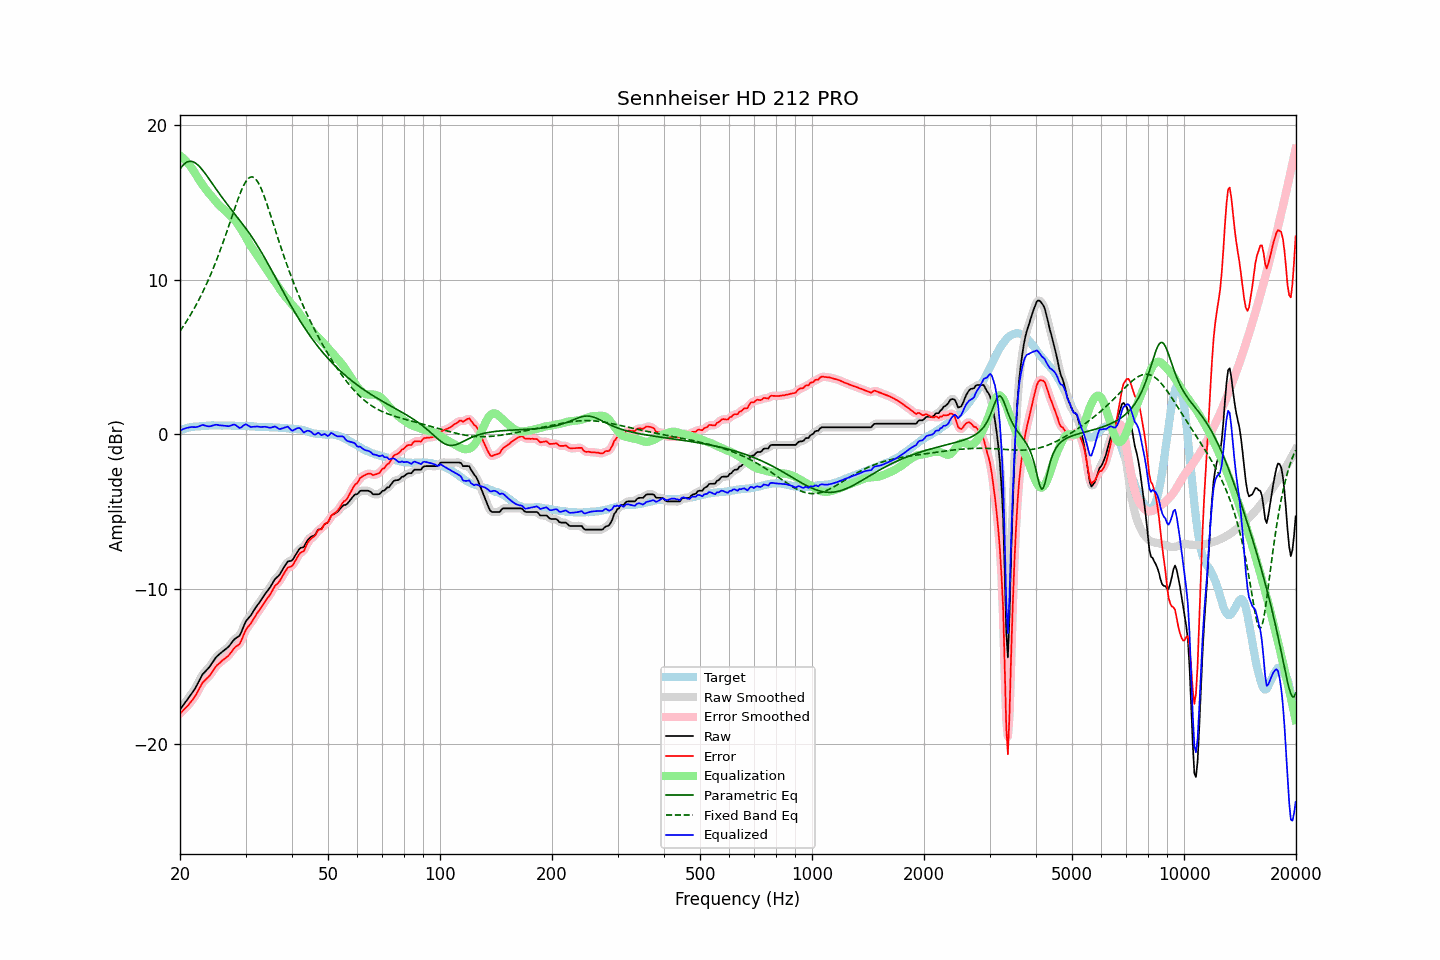 Sennheiser HD 212 PRO
20
10
0
−10
−20
Amplitude (dBr)
Target
Raw Smoothed
Error Smoothed
Raw
Error
Equalization
Parametric Eq
Fixed Band Eq
Equalized
20 50 100 200 500 1000 2000 5000 10000 20000
Frequency (Hz)